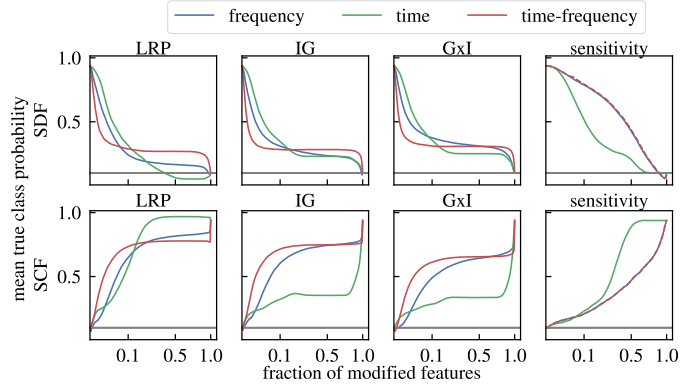 frequency time time-frequency
LRP IG GxI sensitivity
1.0
0.5
mean true class probability
SDF
SCF
LRP IG GxI sensitivity
1.0
0.5
0.1 0.5 1.0 0.1 0.5 1.0 0.1 0.5 1.0 0.1 0.5 1.0
fraction of modified features